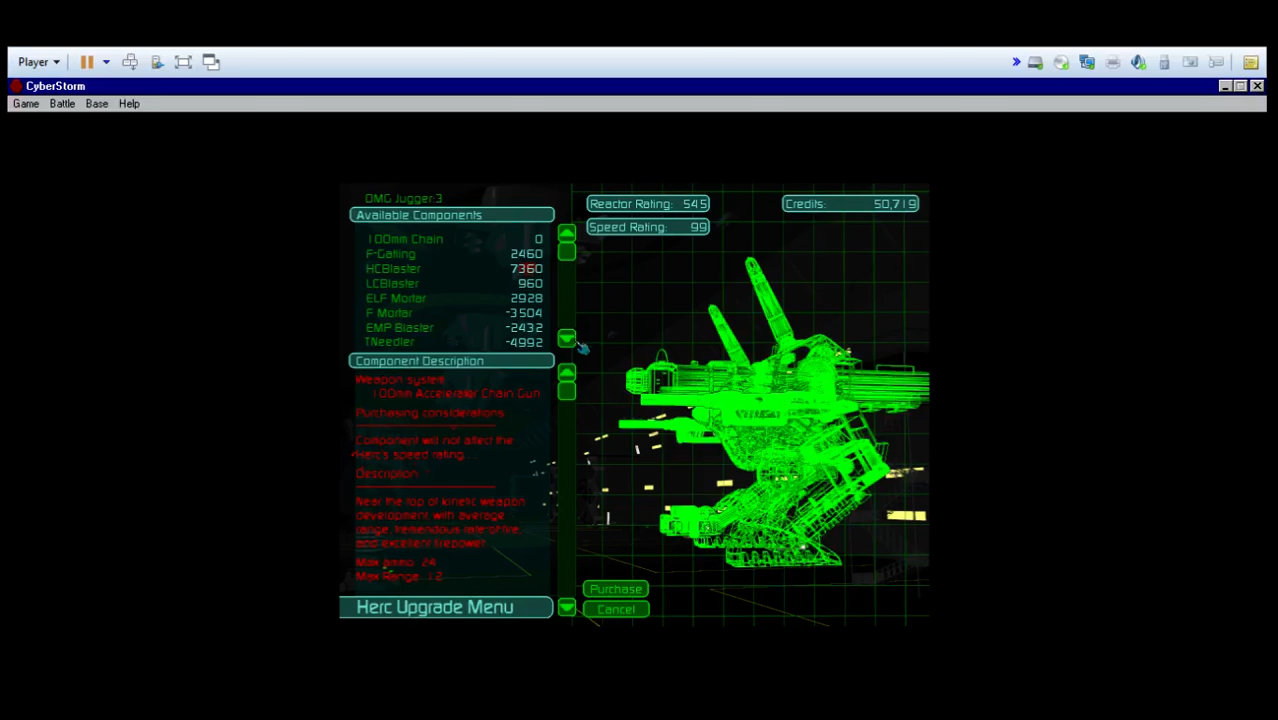 Player
CyberStorm
Game Battle Base Help
OMG Jugger:3
Available Components
100mm Chain 0
F-Gatling 2460
HCBlaster 7360
LCBlaster 960
ELF Mortar 2928
F Mortar -3504
EMP Blaster -2432
TNeedler -4992
Component Description
Weapon system
100mm Accelerator Chain Gun
Purchasing considerations
Component will not affect the
Herc's speed rating....
Description
Near the top of kinetic weapon
development, with average
range, tremendous rate-of-fire,
and excellent firepower
Max ammo 24
Max Range 12
Herc Upgrade Menu
Reactor Rating: 545
Speed Rating: 99
Credits: 50,719
Purchase
Cancel